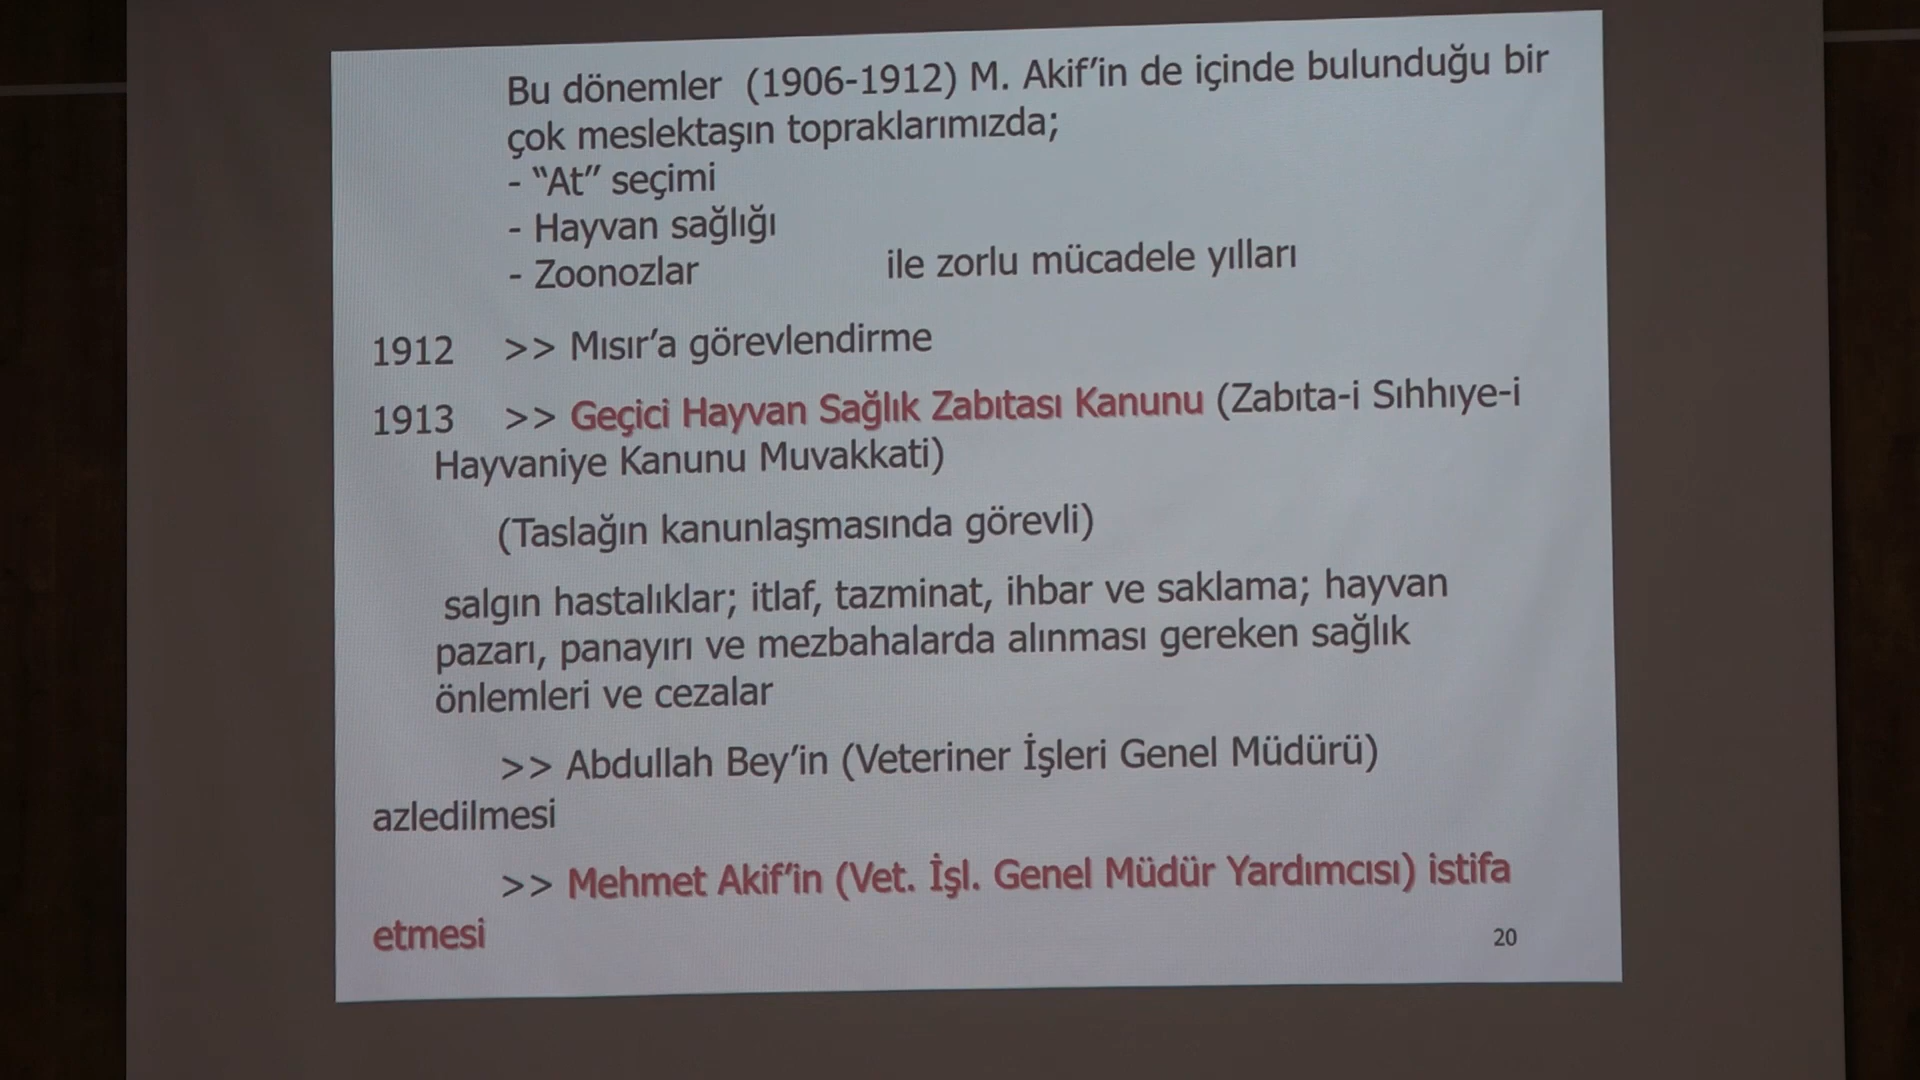 Bu dönemler (1906-1912) M. Akif’in de içinde bulunduğu bir
çok meslektaşın topraklarımızda;
- “At” seçimi
- Hayvan sağlığı
- Zoonozlar ile zorlu mücadele yılları
1912 >> Mısır’a görevlendirme
1913 >> Geçici Hayvan Sağlık Zabıtası Kanunu (Zabıta-i Sıhhıye-i
Hayvaniye Kanunu Muvakkati)
(Taslağın kanunlaşmasında görevli)
salgın hastalıklar; itlaf, tazminat, ihbar ve saklama; hayvan
pazarı, panayırı ve mezbahalarda alınması gereken sağlık
önlemleri ve cezalar
>> Abdullah Bey’in (Veteriner İşleri Genel Müdürü)
azledilmesi
>> Mehmet Akif’in (Vet. İşl. Genel Müdür Yardımcısı) istifa
etmesi
20